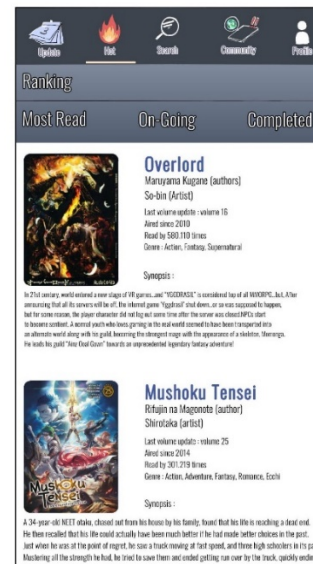 Update Hot Search Community Profile
Ranking
Most Read On-Going Completed
Overlord
Maruyama Kugane (authors)
So-bin (Artist)
Last volume update : volume 16
Aired since 2010
Read by 580.110 times
Genre : Action, Fantasy, Supernatural
Synopsis :
In 21st century, world entered a new stage of VR games..and "YGGDRASIL" is considered top of all MMORPG..but, After
announcing that all its servers will be off, the internet game 'Yggdrasil' shut down..or so was supposed to happen,
but for some reason, the player character did not log out some time after the server was closed.NPCs start
to become sentient. A normal youth who loves gaming in the real world seemed to have been transported into
an alternate world along with his guild, becoming the strongest mage with the appearance of a skeleton, Momonga.
He leads his guild "Ainz Ooal Gown" towards an unprecedented legendary fantasy adventure!
Mushoku Tensei
Rifujin na Magonote (author)
Shirotaka (artist)
Last volume update : volume 25
Aired since 2014
Read by 301.219 times
Genre : Action, Adventure, Fantasy, Romance, Ecchi
Mushoku
Tensei
Synopsis :
A 34-year-old NEET otaku, chased out from his house by his family, found that his life is reaching a dead end.
He then recalled that his life could actually have been much better if he had made better choices in the past.
Just when he was at the point of regret, he saw a truck moving at fast speed, and three high schoolers in its pa
Mustering all the strength he had, he tried to save them and ended getting run over by the truck, quickly endin